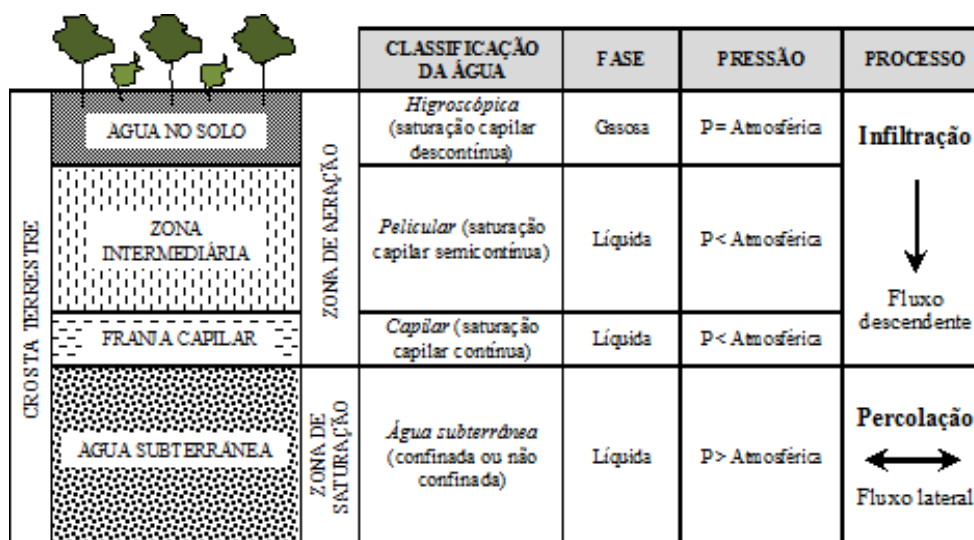 CLASSIFICAÇÃO
DA ÁGUA
FASE
PRESSÃO
PROCESSO
CROSTA TERRESTRE
ZONA DE AERAÇÃO
ÁGUA NO SOLO
Higroscópica
(saturação capilar
descontínua)
Gasosa
P= Atmosférica
Infiltração
ZONA
INTERMEDIÁRIA
Pelicular (saturação
capilar semicontínua)
Líquida
P< Atmosférica
Fluxo
descendente
FRANJA CAPILAR
Capilar (saturação
capilar contínua)
Líquida
P< Atmosférica
ZONA DE
SATURAÇÃO
ÁGUA SUBTERRÂNEA
Água subterrânea
(confinada ou não
confinada)
Líquida
P> Atmosférica
Percolação
Fluxo lateral